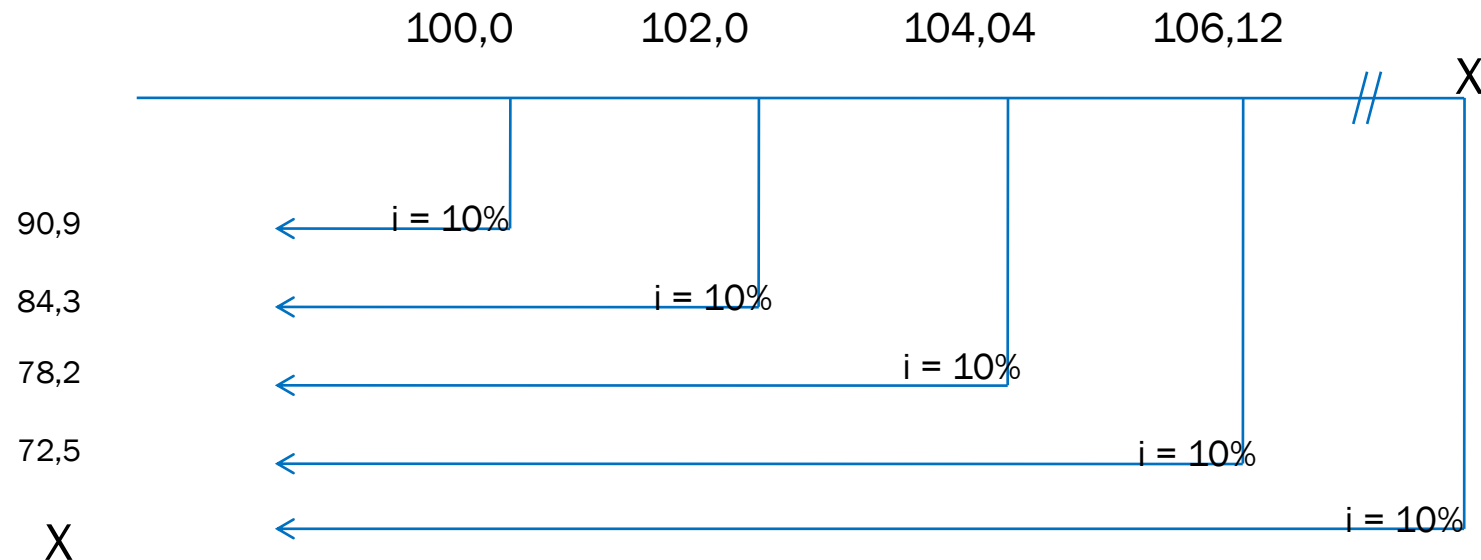 100,0 102,0 104,04 106,12
X
90,9 i = 10%
84,3 i = 10%
78,2 i = 10%
72,5 i = 10%
X i = 10%